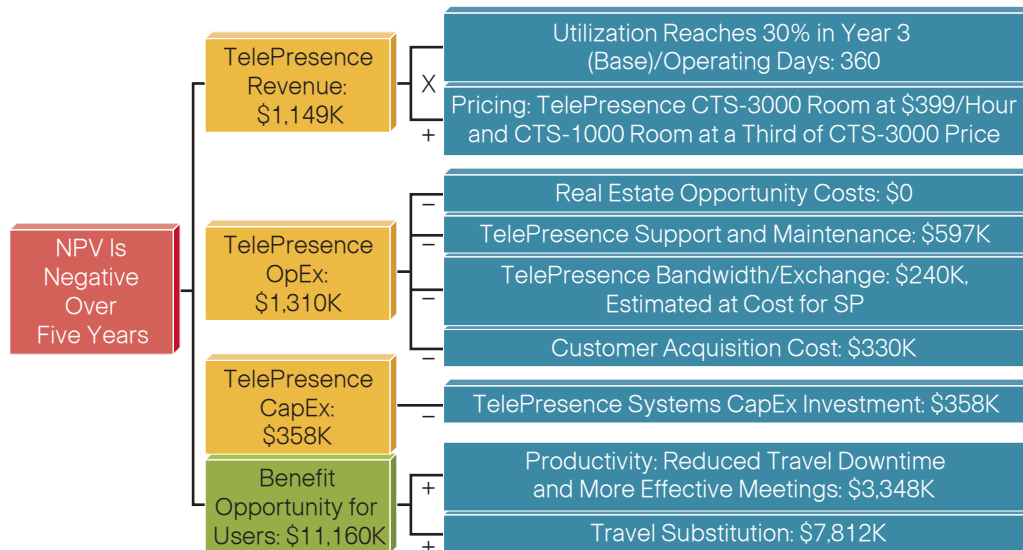 NPV Is
Negative
Over
Five Years
TelePresence
Revenue:
$1,149K
X
+
Utilization Reaches 30% in Year 3
(Base)/Operating Days: 360
Pricing: TelePresence CTS-3000 Room at $399/Hour
and CTS-1000 Room at a Third of CTS-3000 Price
TelePresence
OpEx:
$1,310K
–
Real Estate Opportunity Costs: $0
–
TelePresence Support and Maintenance: $597K
–
TelePresence Bandwidth/Exchange: $240K,
Estimated at Cost for SP
–
Customer Acquisition Cost: $330K
TelePresence
CapEx:
$358K
–
TelePresence Systems CapEx Investment: $358K
Benefit
Opportunity for
Users: $11,160K
+
Productivity: Reduced Travel Downtime
and More Effective Meetings: $3,348K
+
Travel Substitution: $7,812K